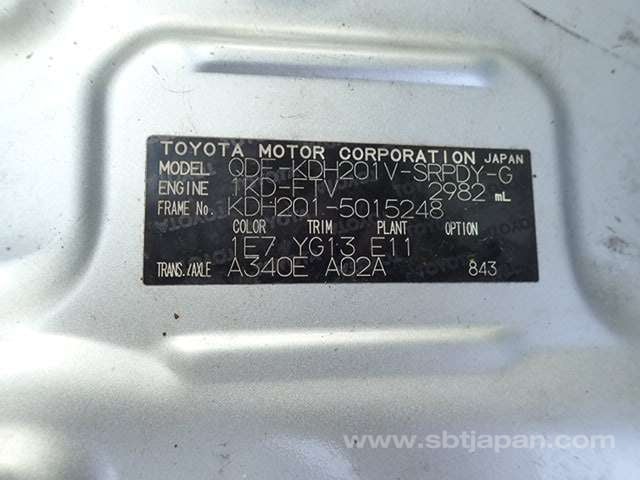 TOYOTA MOTOR CORPORATION JAPAN
MODEL QDF-KDH201V-SRPDY-G
ENGINE 1KD-FTV 2982 mL
FRAME No. KDH201-5015248
COLOR TRIM PLANT OPTION
1E7 YG13 E11
TRANS./AXLE A340E A02A 843
www.sbtjapan.com